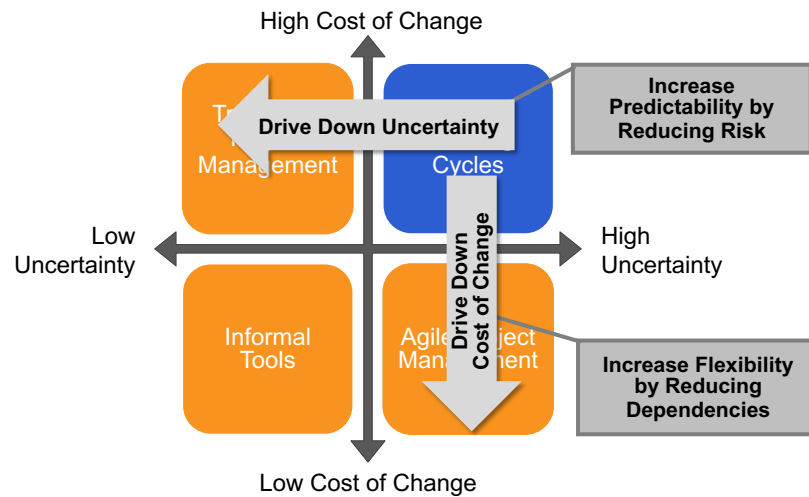 High Cost of Change
Increase
Predictability by
Reducing Risk
Drive Down Uncertainty
Management
Cycles
Low
Uncertainty
High
Uncertainty
Drive Down
Cost of Change
Informal
Tools
Agile
Increase Flexibility
by Reducing
Dependencies
Low Cost of Change